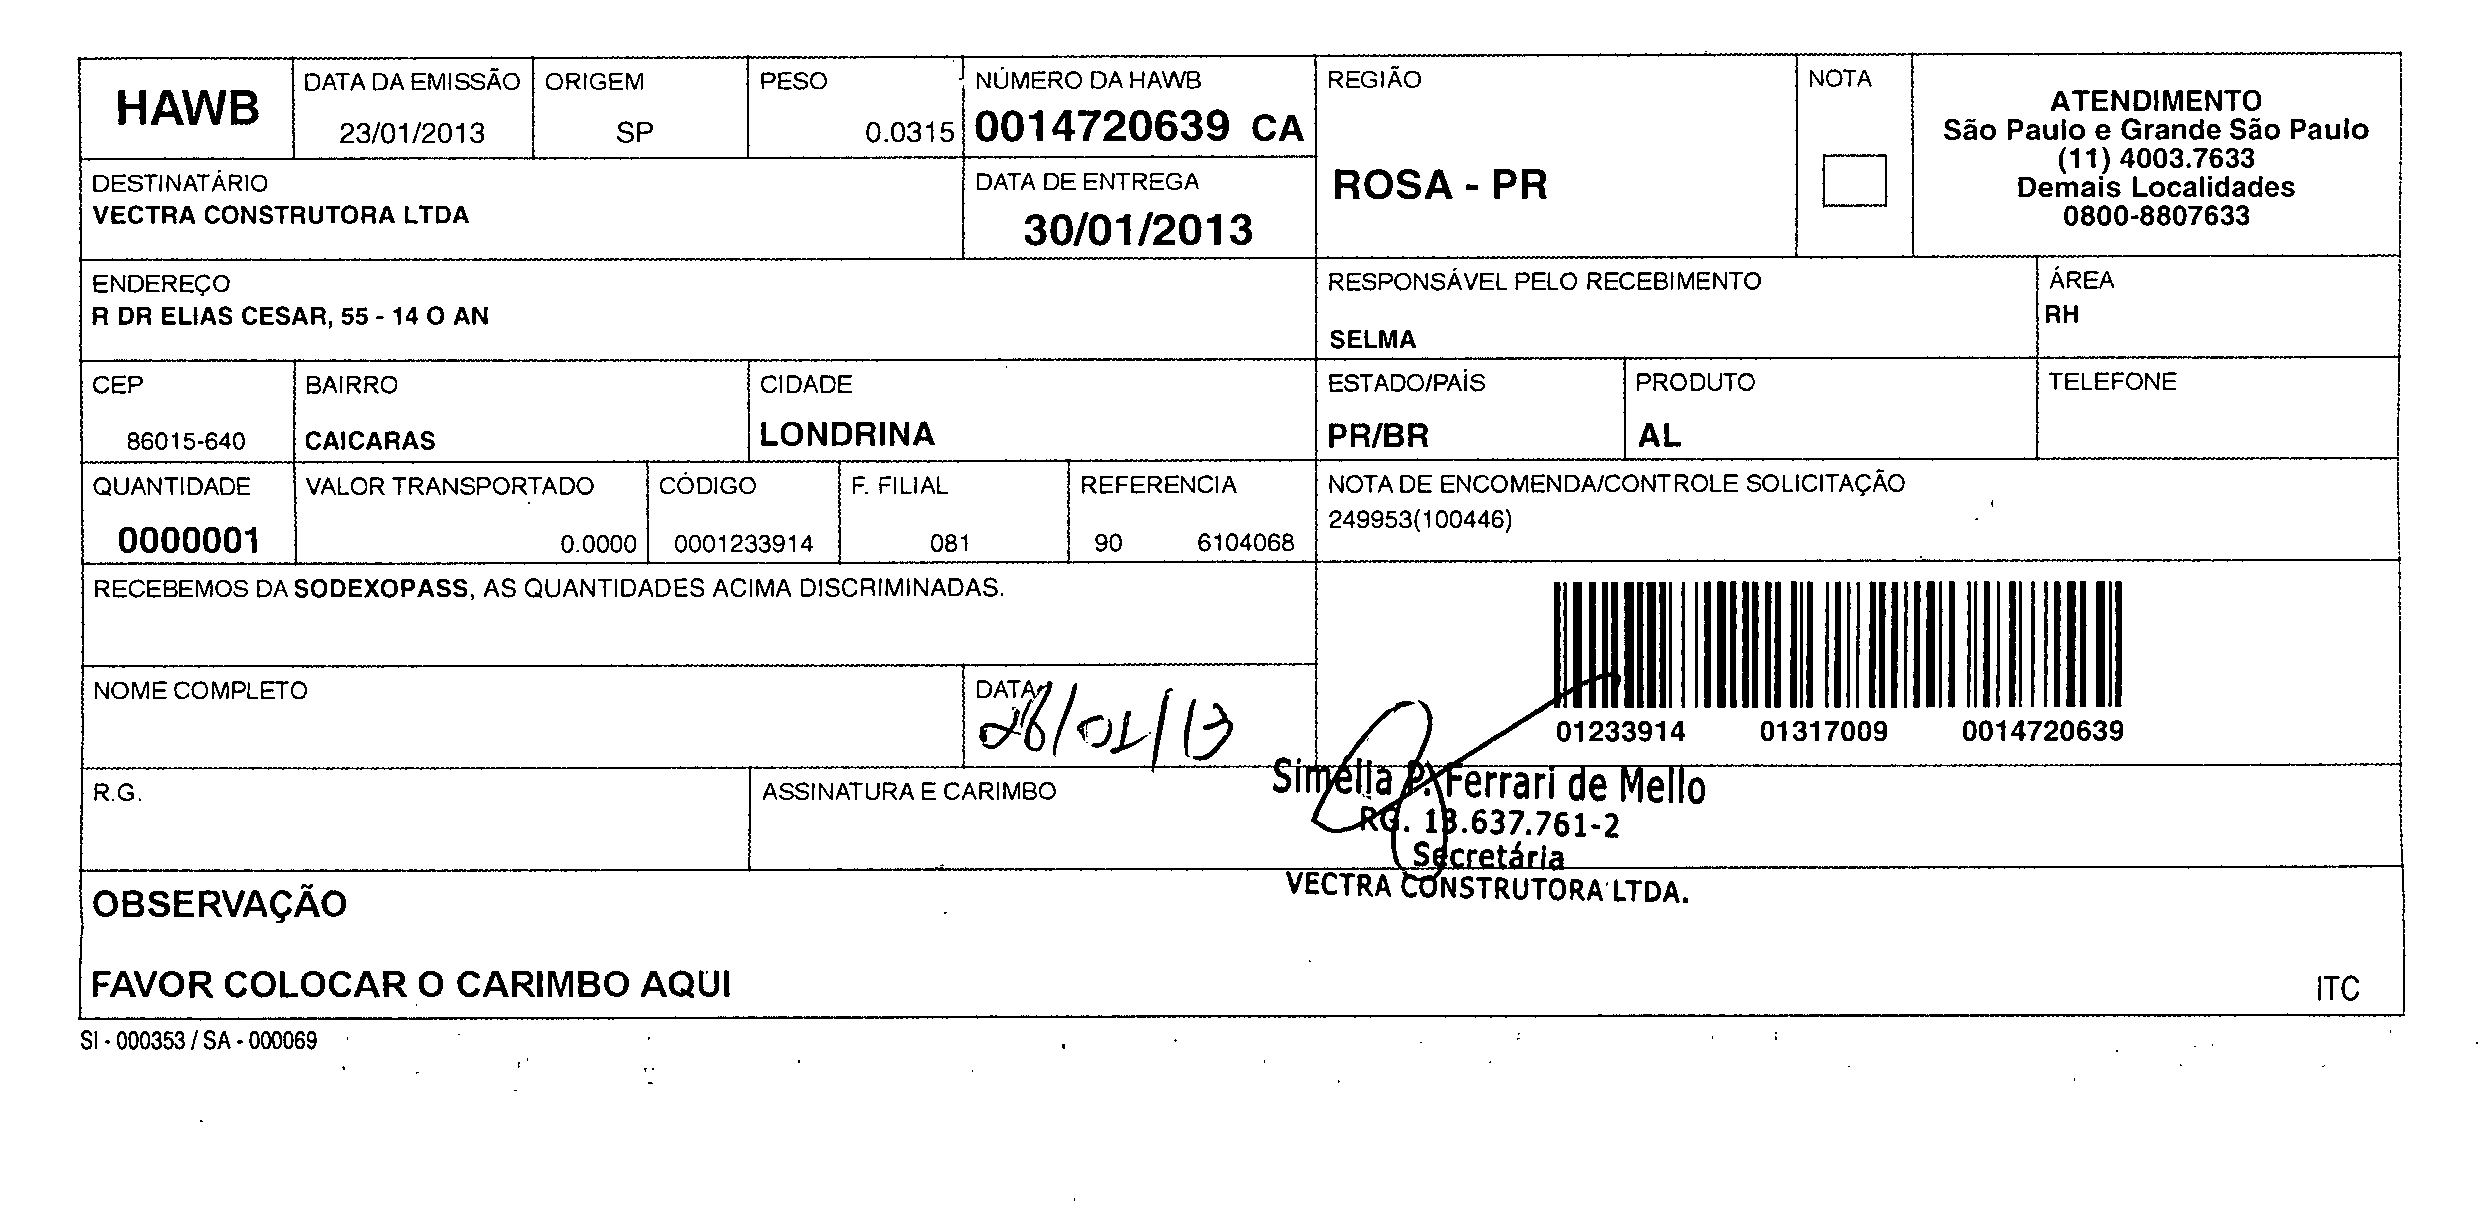 HAWB
DATA DA EMISSÃO
23/01/2013
ORIGEM
SP
PESO
0.0315
NÚMERO DA HAWB
0014720639 CA
REGIÃO
ROSA - PR
NOTA
ATENDIMENTO
São Paulo e Grande São Paulo
(11) 4003.7633
Demais Localidades
0800-8807633
DESTINATÁRIO
VECTRA CONSTRUTORA LTDA
DATA DE ENTREGA
30/01/2013
ENDEREÇO
R DR ELIAS CESAR, 55 - 14 O AN
RESPONSÁVEL PELO RECEBIMENTO
SELMA
ÁREA
RH
CEP
86015-640
BAIRRO
CAICARAS
CIDADE
LONDRINA
ESTADO/PAÍS
PR/BR
PRODUTO
AL
TELEFONE
QUANTIDADE
0000001
VALOR TRANSPORTADO
0.0000
CÓDIGO
0001233914
F. FILIAL
081
REFERENCIA
90 6104068
NOTA DE ENCOMENDA/CONTROLE SOLICITAÇÃO
249953(100446)
RECEBEMOS DA SODEXOPASS, AS QUANTIDADES ACIMA DISCRIMINADAS.
01233914 01317009 0014720639
NOME COMPLETO
DATA
28/01/13
R.G.
ASSINATURA E CARIMBO
Simelia P. Ferrari de Mello
RG. 13.637.761-2
Secretária
VECTRA CONSTRUTORA LTDA.
OBSERVAÇÃO
FAVOR COLOCAR O CARIMBO AQUI
ITC
SI - 000353 / SA - 000069